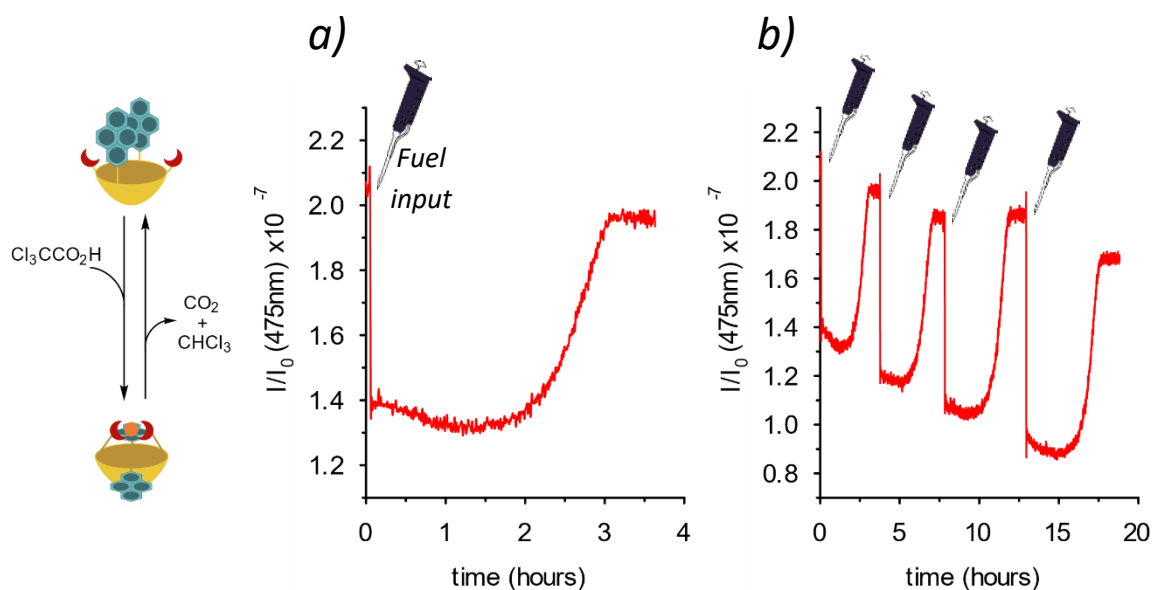 Cl₃CCO₂H
CO₂
+
CHCl₃
a)
Fuel
input
I/I₀ (475nm) x10 ⁻⁷
2.2
2.0
1.8
1.6
1.4
1.2
0
1
2
3
4
time (hours)
b)
I/I₀ (475nm) x10 ⁻⁷
2.2
2.0
1.8
1.6
1.4
1.2
1.0
0.8
0
5
10
15
20
time (hours)